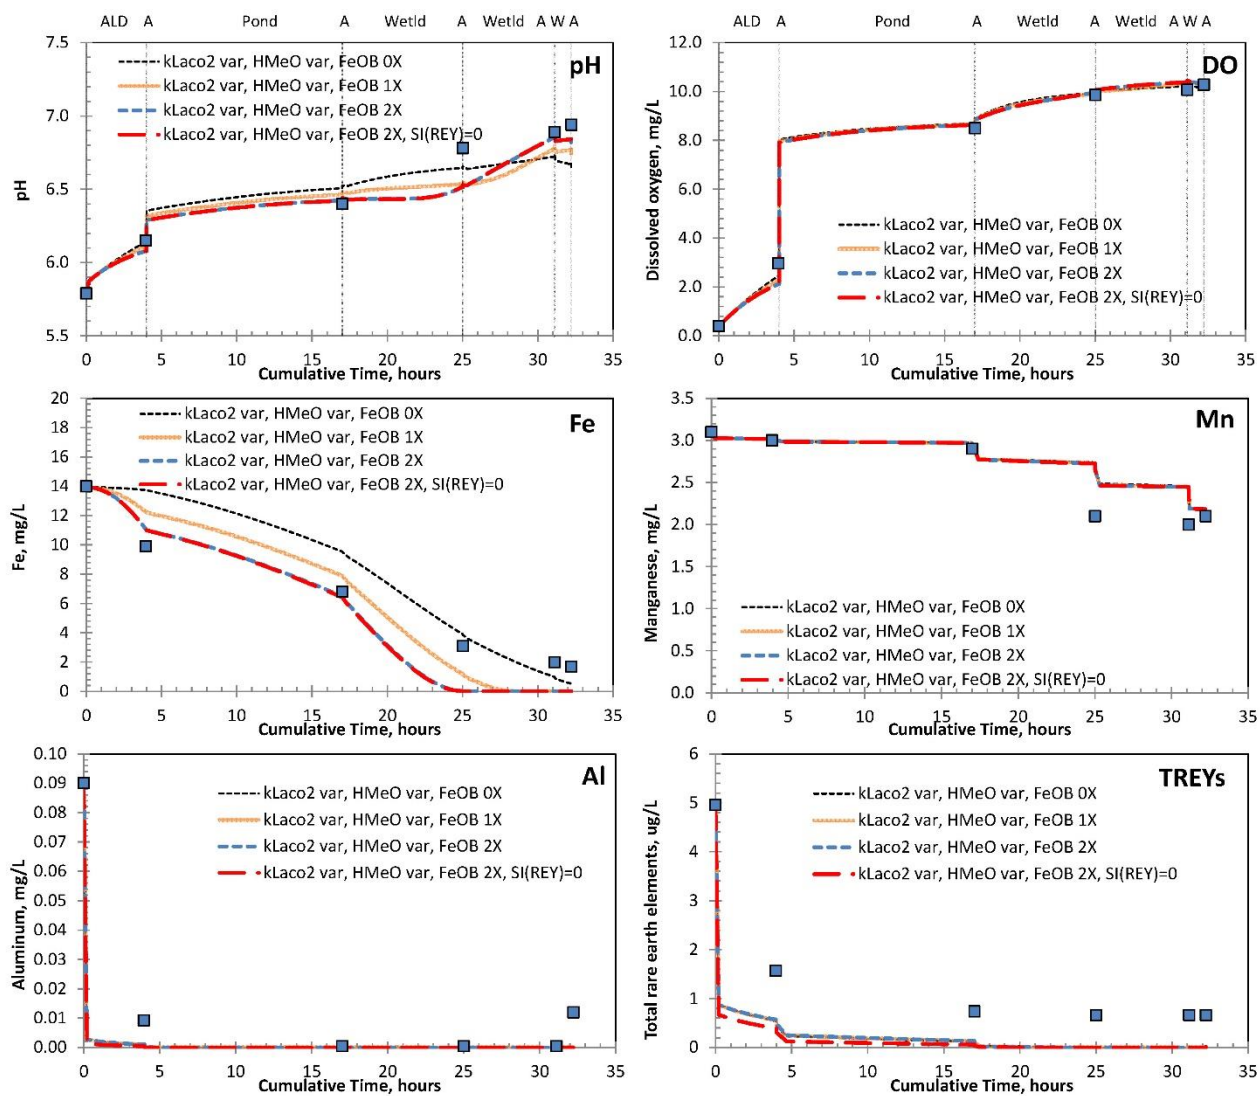 ALD A Pond A Wetld A Wetld A W A
7.5
7.0
6.5
6.0
5.5
pH
kLaco2 var, HMeO var, FeOB 0X
kLaco2 var, HMeO var, FeOB 1X
kLaco2 var, HMeO var, FeOB 2X
kLaco2 var, HMeO var, FeOB 2X, SI(REY)=0
pH
0 5 10 15 20 25 30 35
Cumulative Time, hours
ALD A Pond A Wetld A Wetld A W A
12.0
10.0
8.0
6.0
4.0
2.0
0.0
Dissolved oxygen, mg/L
DO
kLaco2 var, HMeO var, FeOB 0X
kLaco2 var, HMeO var, FeOB 1X
kLaco2 var, HMeO var, FeOB 2X
kLaco2 var, HMeO var, FeOB 2X, SI(REY)=0
0 5 10 15 20 25 30 35
Cumulative Time, hours
20
18
16
14
12
10
8
6
4
2
0
Fe, mg/L
kLaco2 var, HMeO var, FeOB 0X
kLaco2 var, HMeO var, FeOB 1X
kLaco2 var, HMeO var, FeOB 2X
kLaco2 var, HMeO var, FeOB 2X, SI(REY)=0
Fe
0 5 10 15 20 25 30 35
Cumulative Time, hours
3.5
3.0
2.5
2.0
1.5
1.0
0.5
0.0
Manganese, mg/L
Mn
kLaco2 var, HMeO var, FeOB 0X
kLaco2 var, HMeO var, FeOB 1X
kLaco2 var, HMeO var, FeOB 2X
kLaco2 var, HMeO var, FeOB 2X, SI(REY)=0
0 5 10 15 20 25 30 35
Cumulative Time, hours
0.10
0.09
0.08
0.07
0.06
0.05
0.04
0.03
0.02
0.01
0.00
Aluminum, mg/L
Al
kLaco2 var, HMeO var, FeOB 0X
kLaco2 var, HMeO var, FeOB 1X
kLaco2 var, HMeO var, FeOB 2X
kLaco2 var, HMeO var, FeOB 2X, SI(REY)=0
0 5 10 15 20 25 30 35
Cumulative Time, hours
6
5
4
3
2
1
0
Total rare earth elements, ug/L
TREYs
kLaco2 var, HMeO var, FeOB 0X
kLaco2 var, HMeO var, FeOB 1X
kLaco2 var, HMeO var, FeOB 2X
kLaco2 var, HMeO var, FeOB 2X, SI(REY)=0
0 5 10 15 20 25 30 35
Cumulative Time, hours